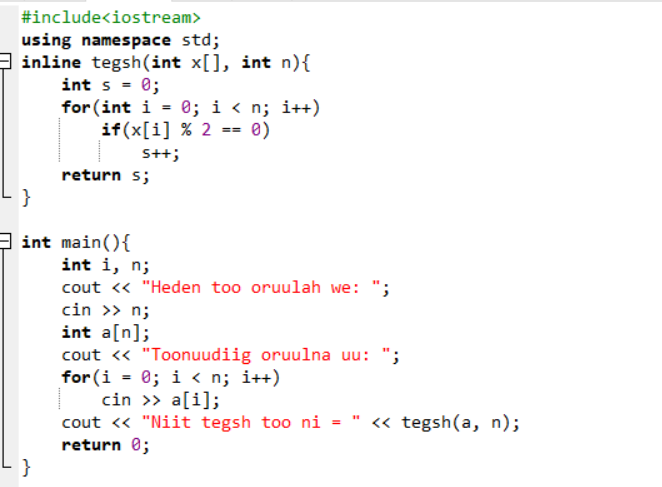 #include<iostream>
using namespace std;
inline tegsh(int x[], int n){
    int s = 0;
    for(int i = 0; i < n; i++)
        if(x[i] % 2 == 0)
            s++;
    return s;
}

int main(){
    int i, n;
    cout << "Heden too oruulah we: ";
    cin >> n;
    int a[n];
    cout << "Toonuudiig oruulna uu: ";
    for(i = 0; i < n; i++)
        cin >> a[i];
    cout << "Niit tegsh too ni = " << tegsh(a, n);
    return 0;
}